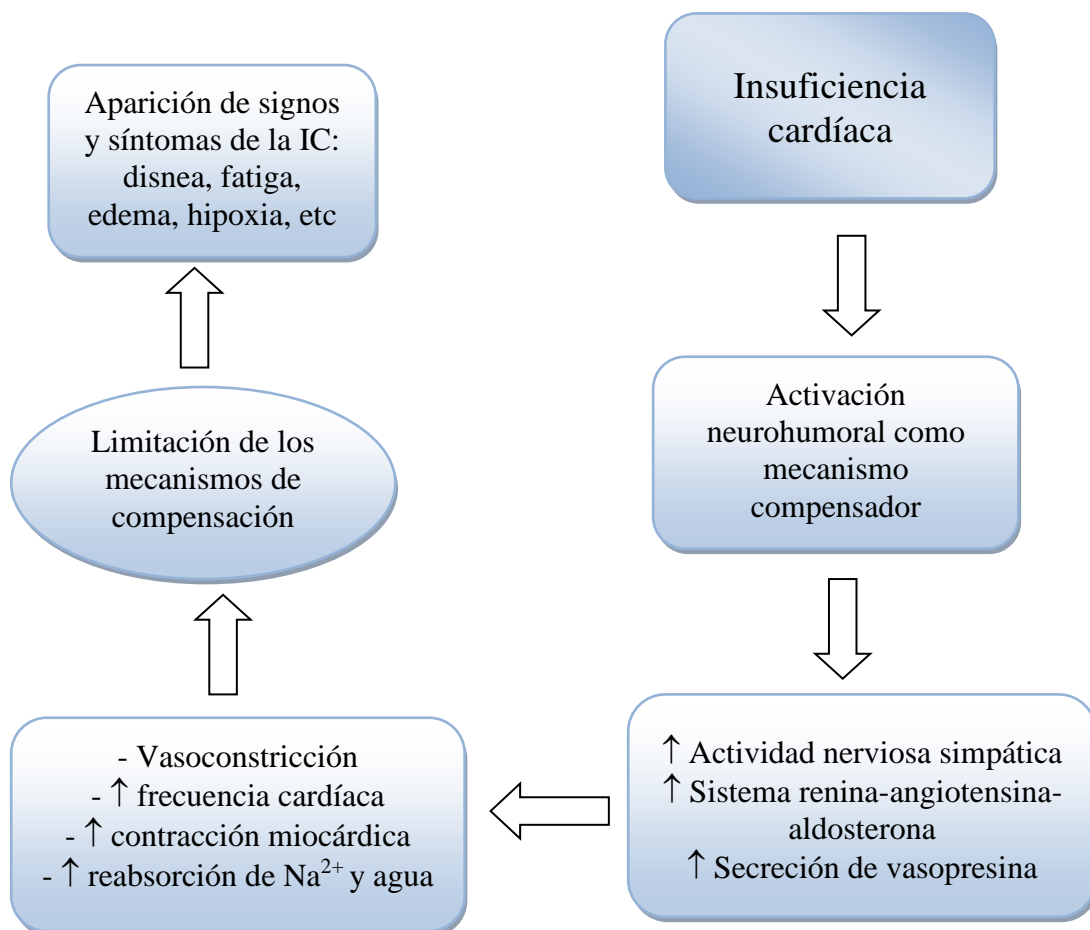 Insuficiencia
cardíaca
Activación
neurohumoral como
mecanismo
compensador
↑ Actividad nerviosa simpática
↑ Sistema renina-angiotensina-
aldosterona
↑ Secreción de vasopresina
- Vasoconstricción
- ↑ frecuencia cardíaca
- ↑ contracción miocárdica
- ↑ reabsorción de Na²⁺ y agua
Limitación de los
mecanismos de
compensación
Aparición de signos
y síntomas de la IC:
disnea, fatiga,
edema, hipoxia, etc